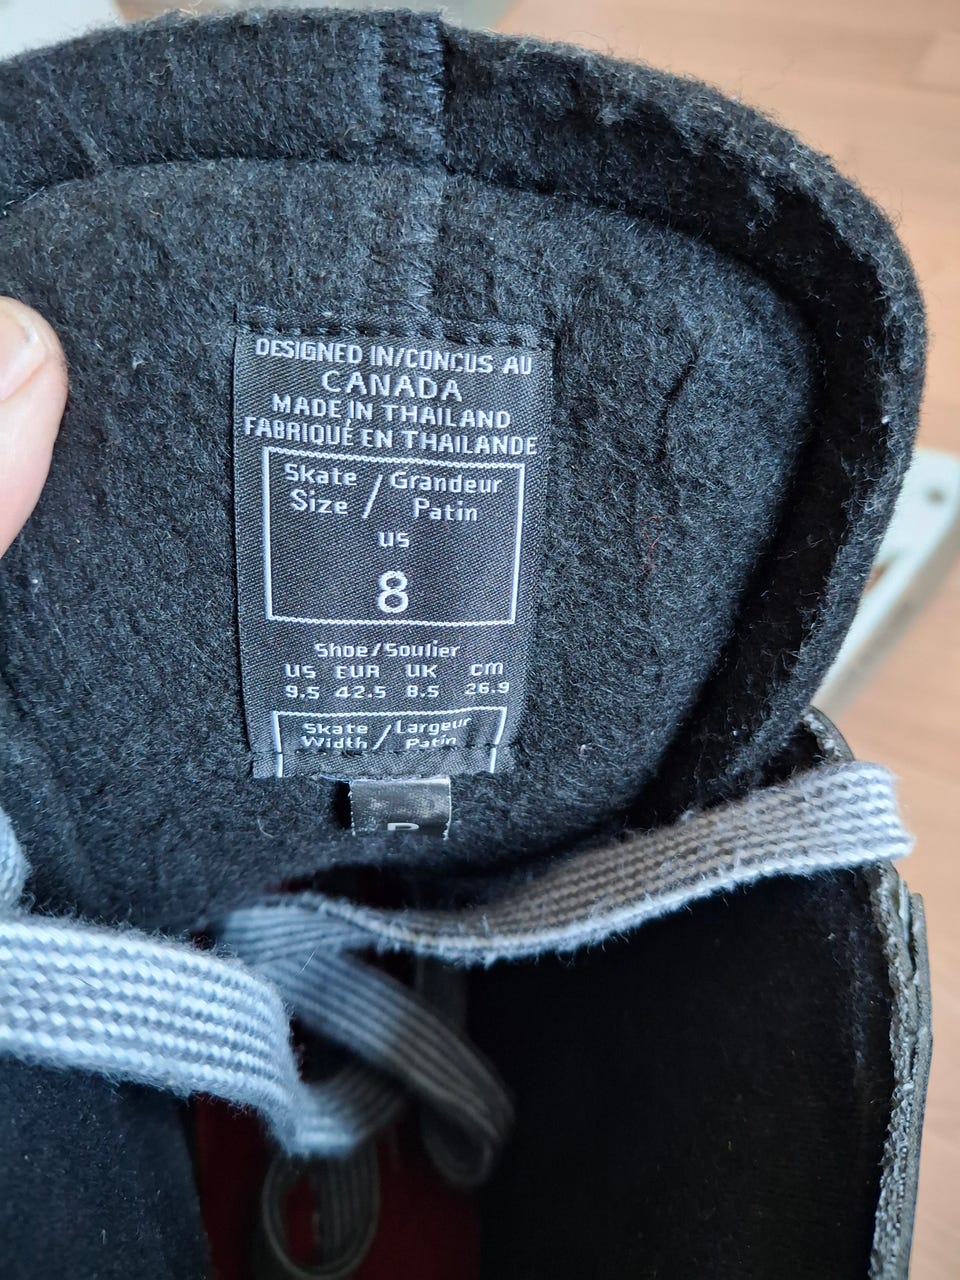 DESIGNED IN/CONCUS AU
CANADA
MADE IN THAILAND
FABRIQUÉ EN THAILANDE
Skate Size / Grandeur Patin
US
8
Shoe/Soulier
US EUR UK cm
9.5 42.5 8.5 26.9
Skate Width / Largeur Patin